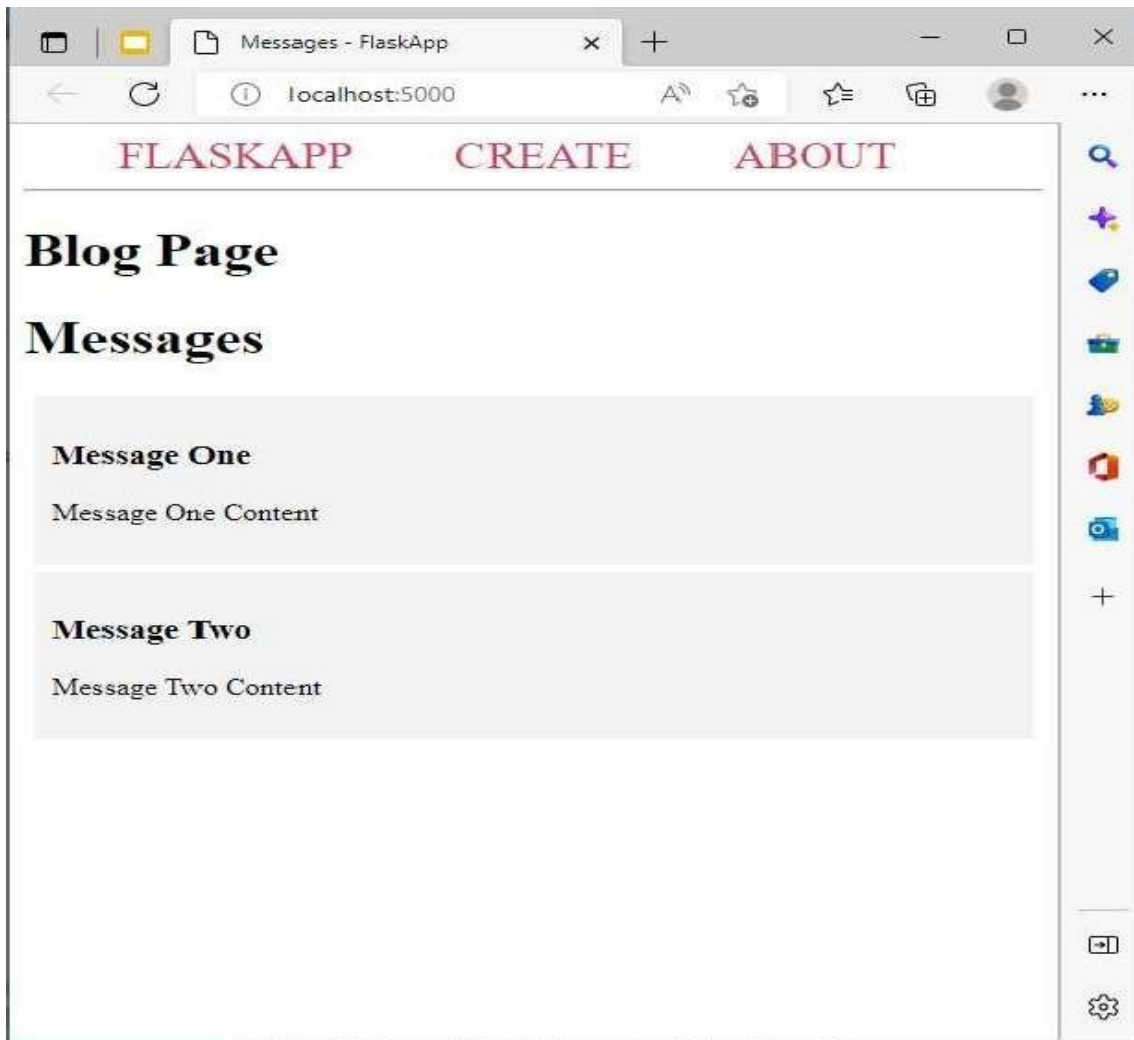 Messages - FlaskApp
localhost:5000
FLASKAPP CREATE ABOUT
Blog Page
Messages
Message One
Message One Content
Message Two
Message Two Content